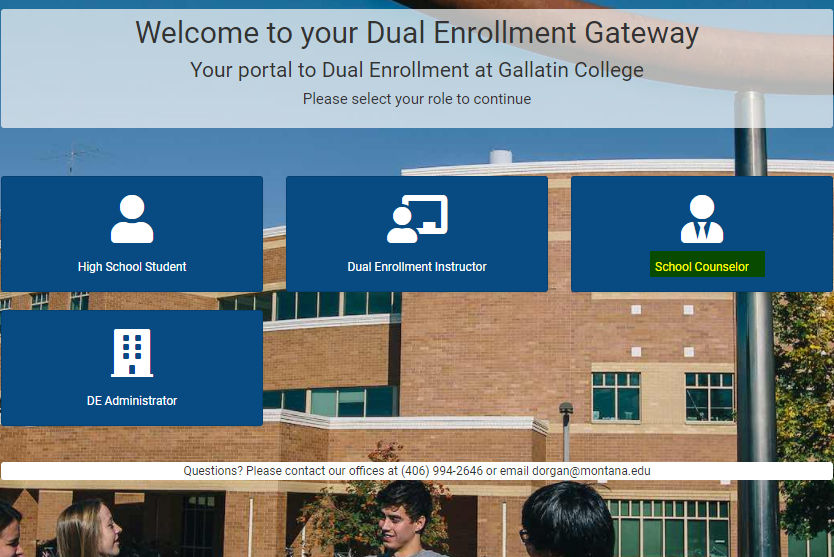 Welcome to your Dual Enrollment Gateway
Your portal to Dual Enrollment at Gallatin College
Please select your role to continue
High School Student
Dual Enrollment Instructor
School Counselor
DE Administrator
Questions? Please contact our offices at (406) 994-2646 or email dorgan@montana.edu